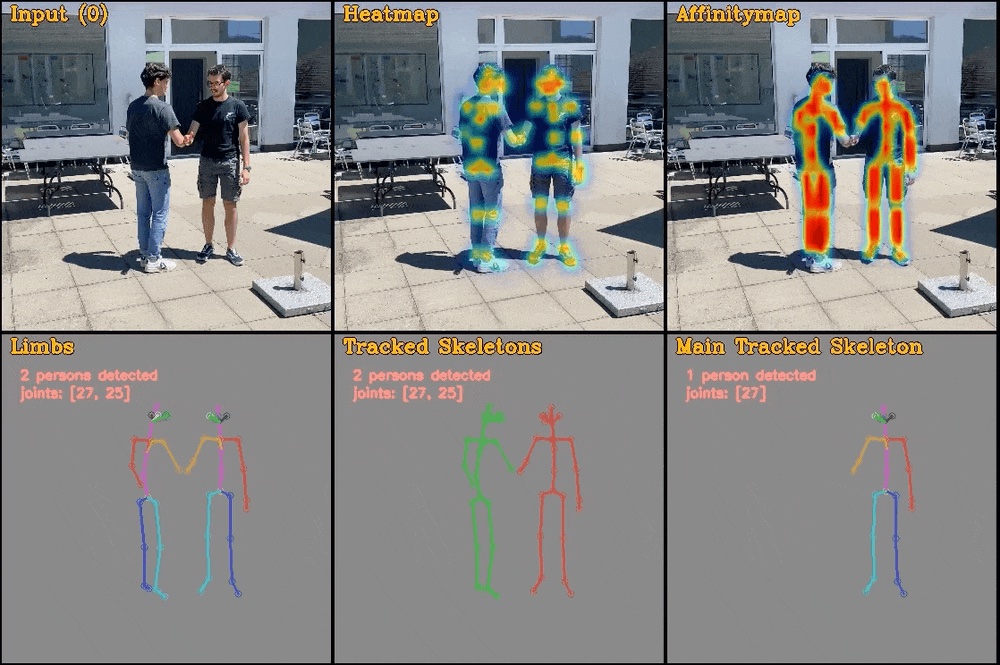 Input (0)
Heatmap
Affinitymap
Limbs
2 persons detected
joints: [27, 25]
Tracked Skeletons
2 persons detected
joints: [27, 25]
Main Tracked Skeleton
1 person detected
joints: [27]